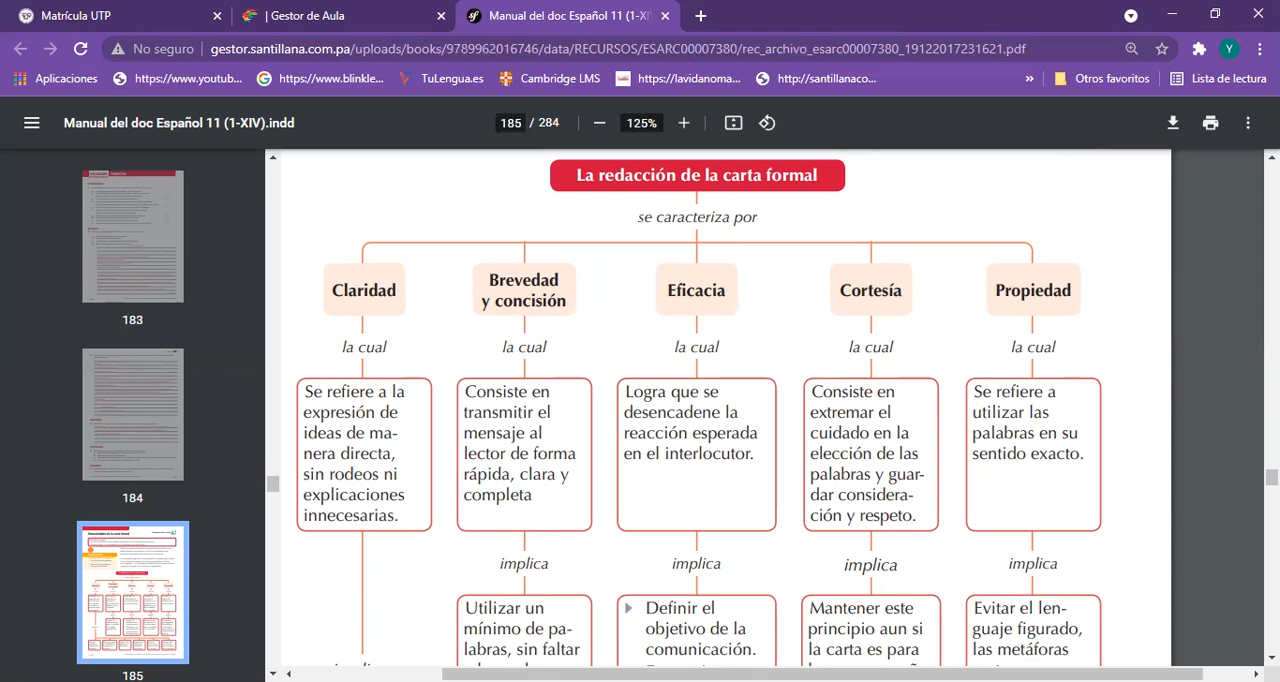 Matrícula UTP
| Gestor de Aula
Manual del doc Español 11 (1-XI
No seguro
gestor.santillana.com.pa/uploads/books/9789962016746/data/RECURSOS/ESARC00007380/rec_archivo_esarc00007380_19122017231621.pdf
Y
Aplicaciones
https://www.youtub...
https://www.blinkle...
TuLengua.es
Cambridge LMS
https://lavidanoma...
http://santillanaco...
»
Otros favoritos
Lista de lectura
Manual del doc Español 11 (1-XIV).indd
185 / 284
125%
183
184
185
La redacción de la carta formal
se caracteriza por
Claridad
la cual
Se refiere a la
expresión de
ideas de ma-
nera directa,
sin rodeos ni
explicaciones
innecesarias.
Brevedad
y concisión
la cual
Consiste en
transmitir el
mensaje al
lector de forma
rápida, clara y
completa
implica
Utilizar un
mínimo de pa-
labras, sin faltar
Eficacia
la cual
Logra que se
desencadene la
reacción esperada
en el interlocutor.
implica
Definir el
objetivo de la
comunicación.
Cortesía
la cual
Consiste en
extremar el
cuidado en la
elección de las
palabras y guar-
dar considera-
ción y respeto.
implica
Mantener este
principio aun si
la carta es para
Propiedad
la cual
Se refiere a
utilizar las
palabras en su
sentido exacto.
implica
Evitar el len-
guaje figurado,
las metáforas